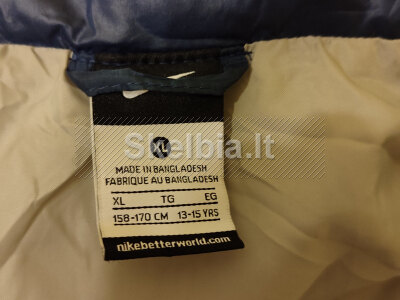 XL
Skelbia.lt
MADE IN BANGLADESH
FABRIQUE AU BANGLADESH
XL TG EG
158-170 CM 13-15 YRS
nikebetterworld.com